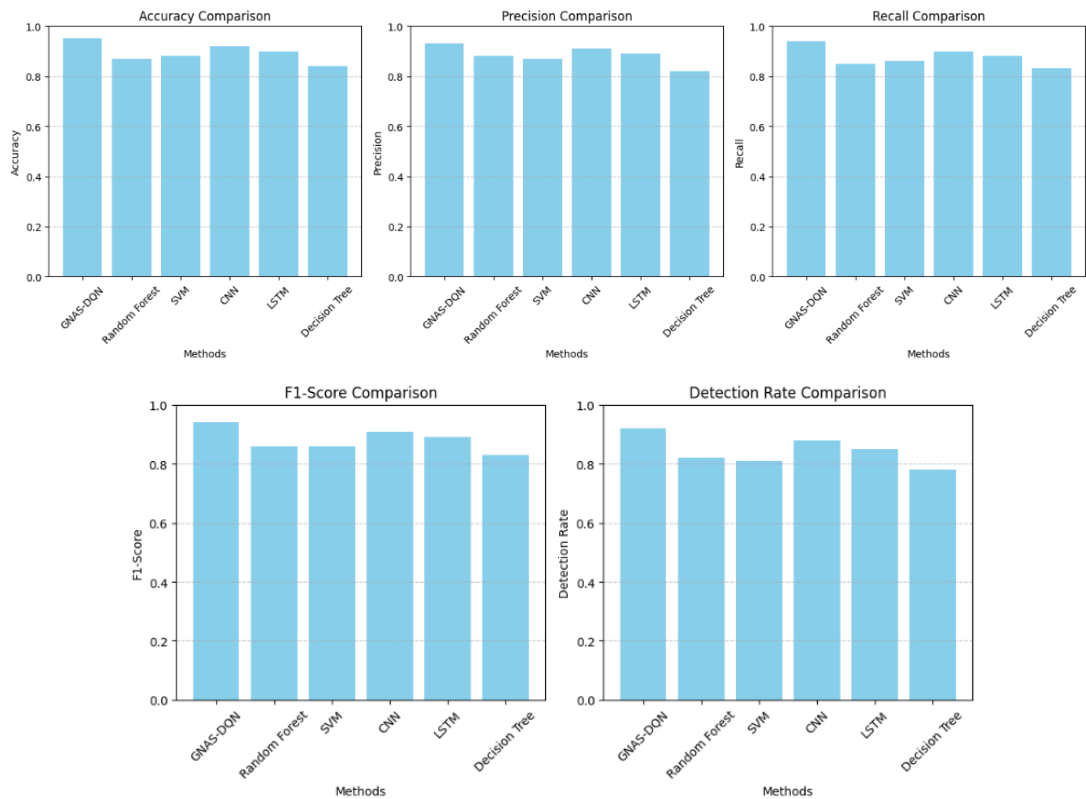 Accuracy Comparison
Accuracy
1.0
0.8
0.6
0.4
0.2
0.0
GNAS-DQN
Random Forest
SVM
CNN
LSTM
Decision Tree
Methods
Precision Comparison
Precision
1.0
0.8
0.6
0.4
0.2
0.0
GNAS-DQN
Random Forest
SVM
CNN
LSTM
Decision Tree
Methods
Recall Comparison
Recall
1.0
0.8
0.6
0.4
0.2
0.0
GNAS-DQN
Random Forest
SVM
CNN
LSTM
Decision Tree
Methods
F1-Score Comparison
F1-Score
1.0
0.8
0.6
0.4
0.2
0.0
GNAS-DQN
Random Forest
SVM
CNN
LSTM
Decision Tree
Methods
Detection Rate Comparison
Detection Rate
1.0
0.8
0.6
0.4
0.2
0.0
GNAS-DQN
Random Forest
SVM
CNN
LSTM
Decision Tree
Methods